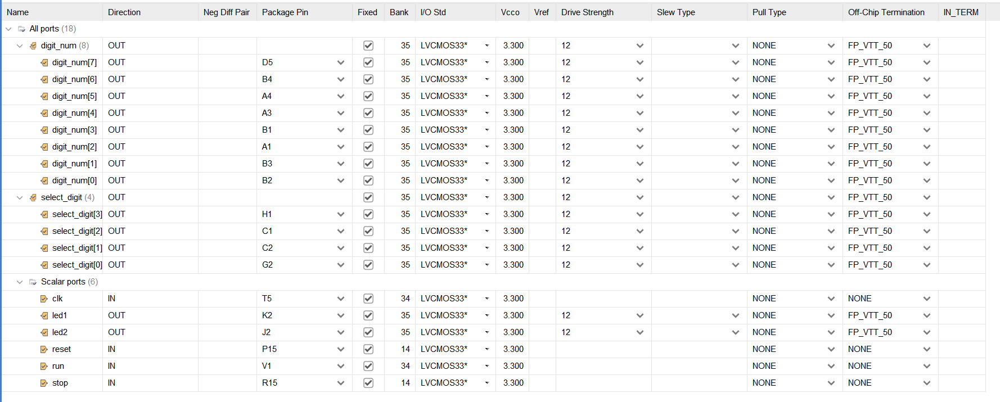 Name Direction Neg Diff Pair Package Pin Fixed Bank I/O Std Vcco Vref Drive Strength Slew Type Pull Type Off-Chip Termination IN_TERM
All ports (18)
digit_num (8) OUT 35 LVCMOS33* 3.300 12 NONE FP_VTT_50
digit_num[7] OUT D5 35 LVCMOS33* 3.300 12 NONE FP_VTT_50
digit_num[6] OUT B4 35 LVCMOS33* 3.300 12 NONE FP_VTT_50
digit_num[5] OUT A4 35 LVCMOS33* 3.300 12 NONE FP_VTT_50
digit_num[4] OUT A3 35 LVCMOS33* 3.300 12 NONE FP_VTT_50
digit_num[3] OUT B1 35 LVCMOS33* 3.300 12 NONE FP_VTT_50
digit_num[2] OUT A1 35 LVCMOS33* 3.300 12 NONE FP_VTT_50
digit_num[1] OUT B3 35 LVCMOS33* 3.300 12 NONE FP_VTT_50
digit_num[0] OUT B2 35 LVCMOS33* 3.300 12 NONE FP_VTT_50
select_digit (4) OUT 35 LVCMOS33* 3.300 12 NONE FP_VTT_50
select_digit[3] OUT H1 35 LVCMOS33* 3.300 12 NONE FP_VTT_50
select_digit[2] OUT C1 35 LVCMOS33* 3.300 12 NONE FP_VTT_50
select_digit[1] OUT C2 35 LVCMOS33* 3.300 12 NONE FP_VTT_50
select_digit[0] OUT G2 35 LVCMOS33* 3.300 12 NONE FP_VTT_50
Scalar ports (6)
clk IN T5 34 LVCMOS33* 3.300 NONE NONE
led1 OUT K2 35 LVCMOS33* 3.300 12 NONE FP_VTT_50
led2 OUT J2 35 LVCMOS33* 3.300 12 NONE FP_VTT_50
reset IN P15 14 LVCMOS33* 3.300 NONE NONE
run IN V1 34 LVCMOS33* 3.300 NONE NONE
stop IN R15 14 LVCMOS33* 3.300 NONE NONE